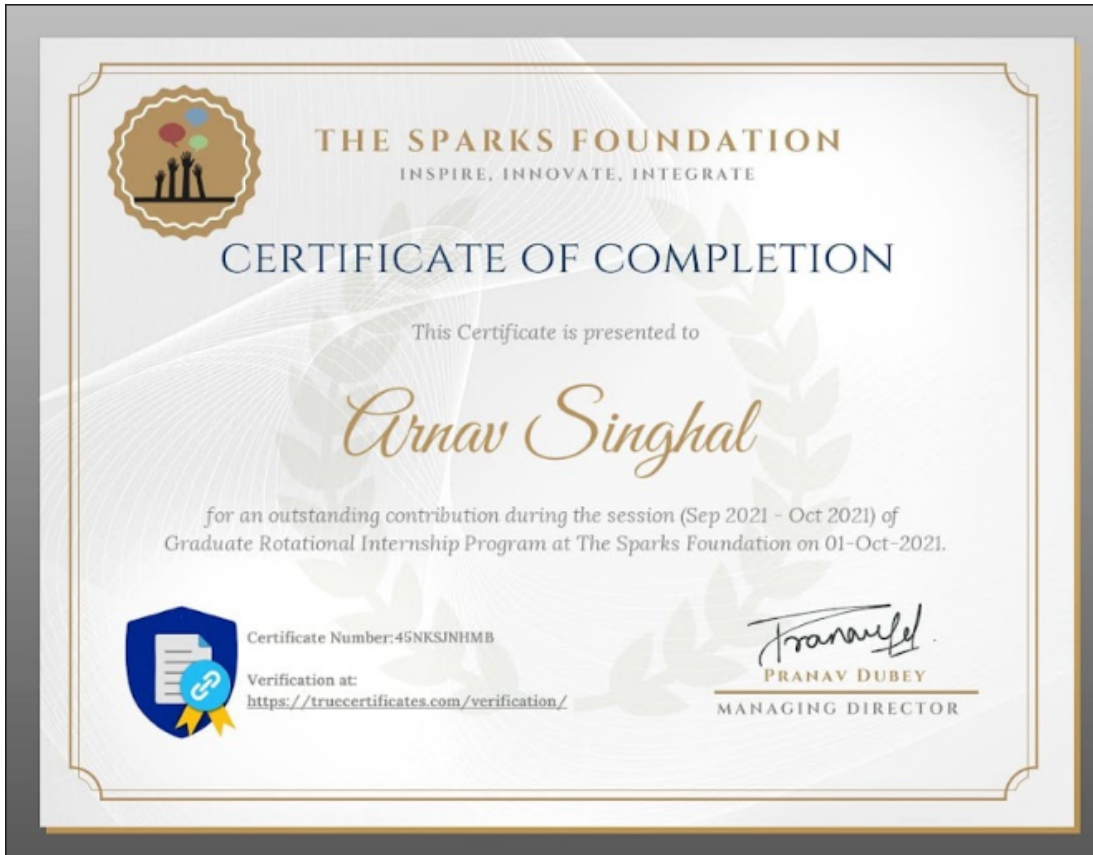 THE SPARKS FOUNDATION
INSPIRE, INNOVATE, INTEGRATE
CERTIFICATE OF COMPLETION
This Certificate is presented to
Arnav Singhal
for an outstanding contribution during the session (Sep 2021 - Oct 2021) of
Graduate Rotational Internship Program at The Sparks Foundation on 01-Oct-2021.
Certificate Number:45NKSJNHMB
Verification at:
https://truecertificates.com/verification/
PRANAV DUBEY
MANAGING DIRECTOR